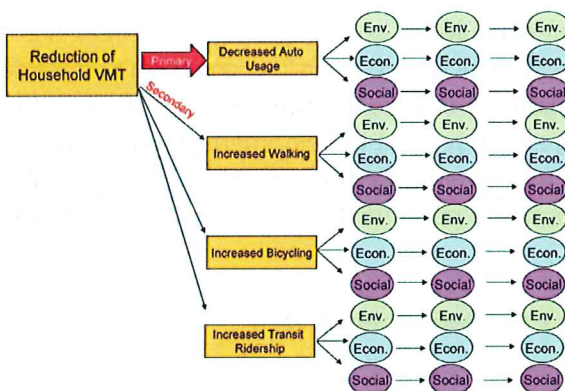 Reduction of
Household VMT
Primary
Secondary
Decreased Auto
Usage
Env. Env. Env.
Econ. Econ. Econ.
Social Social Social
Increased Walking
Env. Env. Env.
Econ. Econ. Econ.
Social Social Social
Increased Bicycling
Env. Env. Env.
Econ. Econ. Econ.
Social Social Social
Increased Transit
Ridership
Env. Env. Env.
Econ. Econ. Econ.
Social Social Social